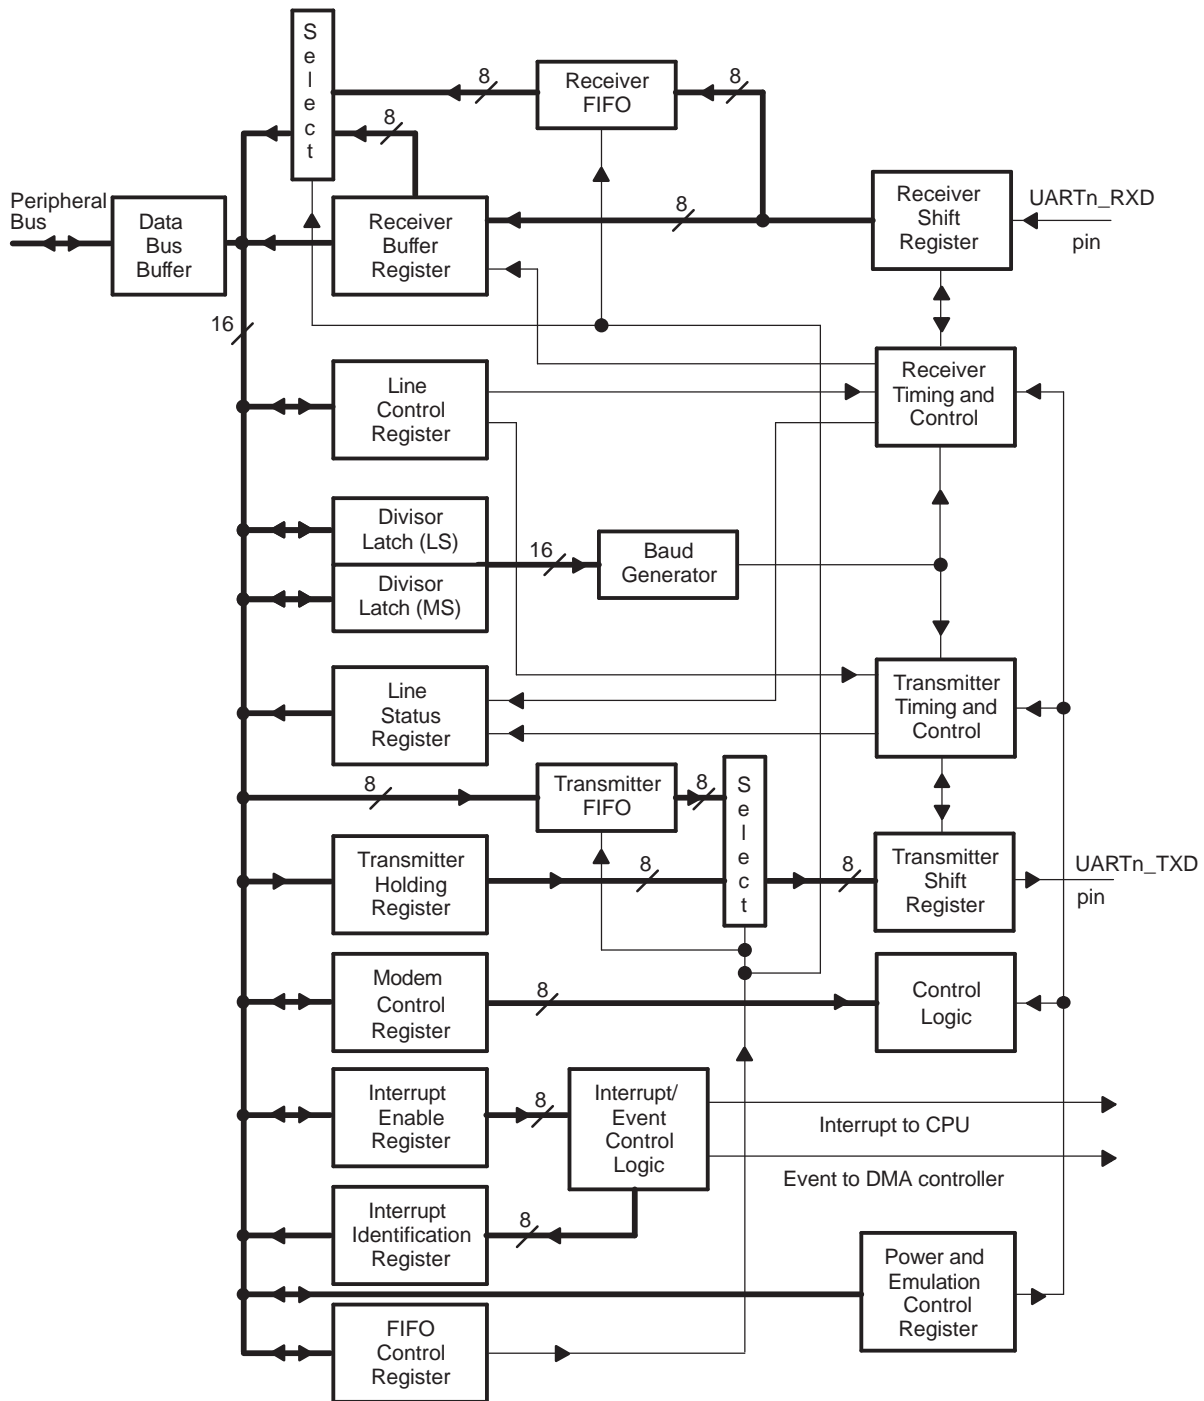 S
e
l
e
c
t
8
Receiver
FIFO
8
8
Peripheral
Bus
Data
Bus
Buffer
Receiver
Buffer
Register
8
Receiver
Shift
Register
UARTn_RXD
pin
16
Line
Control
Register
Receiver
Timing and
Control
Divisor
Latch (LS)
16
Baud
Generator
Divisor
Latch (MS)
Line
Status
Register
Transmitter
Timing and
Control
8
Transmitter
FIFO
8
S
e
l
e
c
t
Transmitter
Holding
Register
8
8
Transmitter
Shift
Register
UARTn_TXD
pin
Modem
Control
Register
8
Control
Logic
Interrupt
Enable
Register
8
Interrupt/
Event
Control
Logic
Interrupt to CPU
Event to DMA controller
Interrupt
Identification
Register
8
Power and
Emulation
Control
Register
FIFO
Control
Register